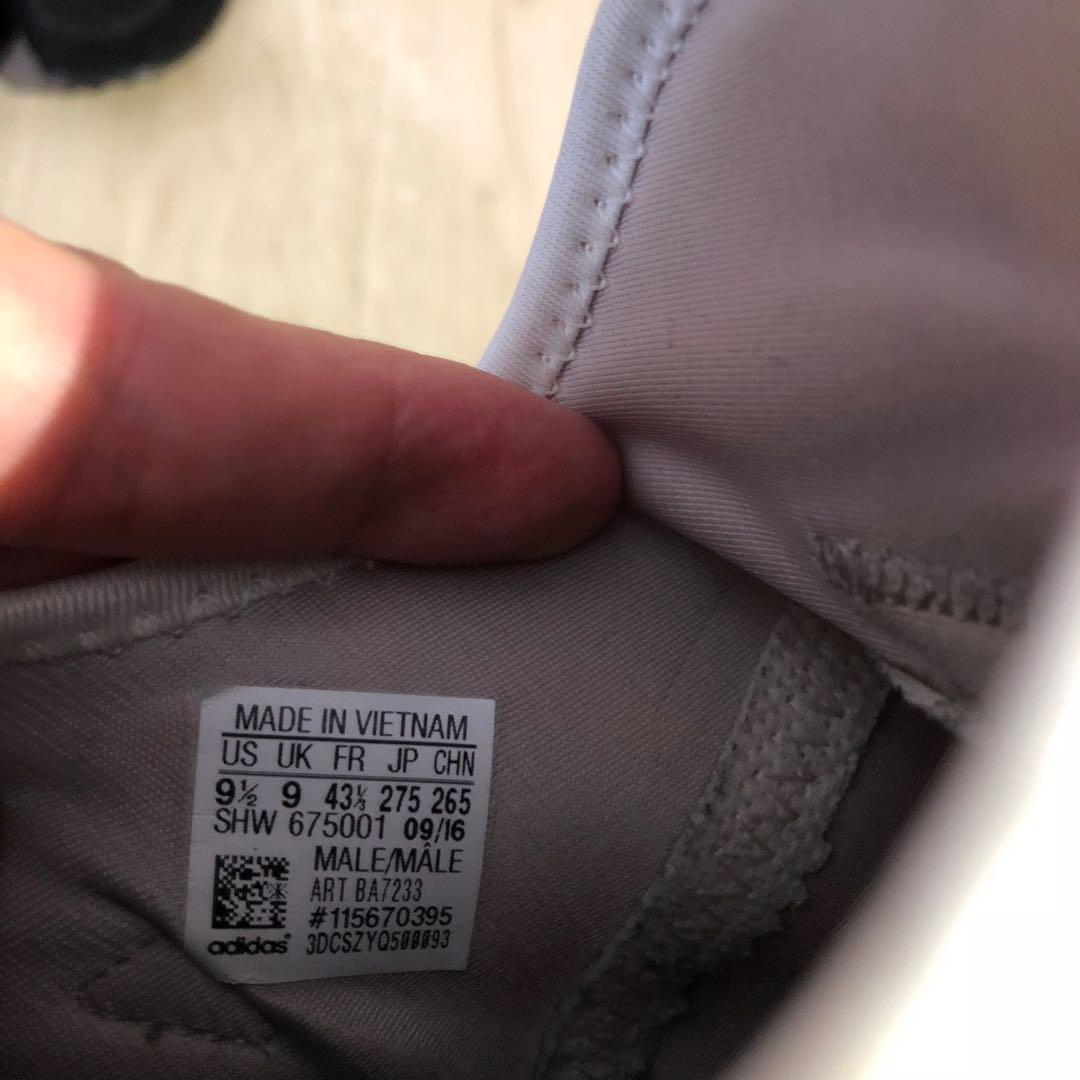 MADE IN VIETNAM
US UK FR JP CHN
9½ 9 43⅓ 275 265
SHW 675001 09/16
MALE/MÂLE
ART BA7233
#115670395
adidas 3DCSZYQ500093